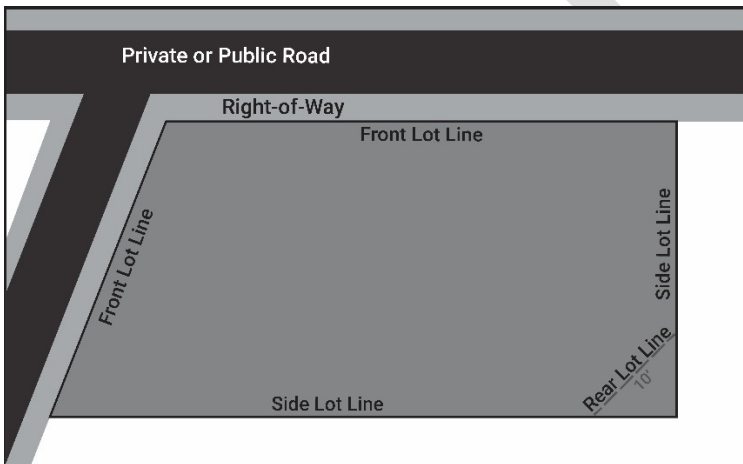 Private or Public Road
Right-of-Way
Front Lot Line
Front Lot Line
Side Lot Line
Rear Lot Line
10'
Side Lot Line